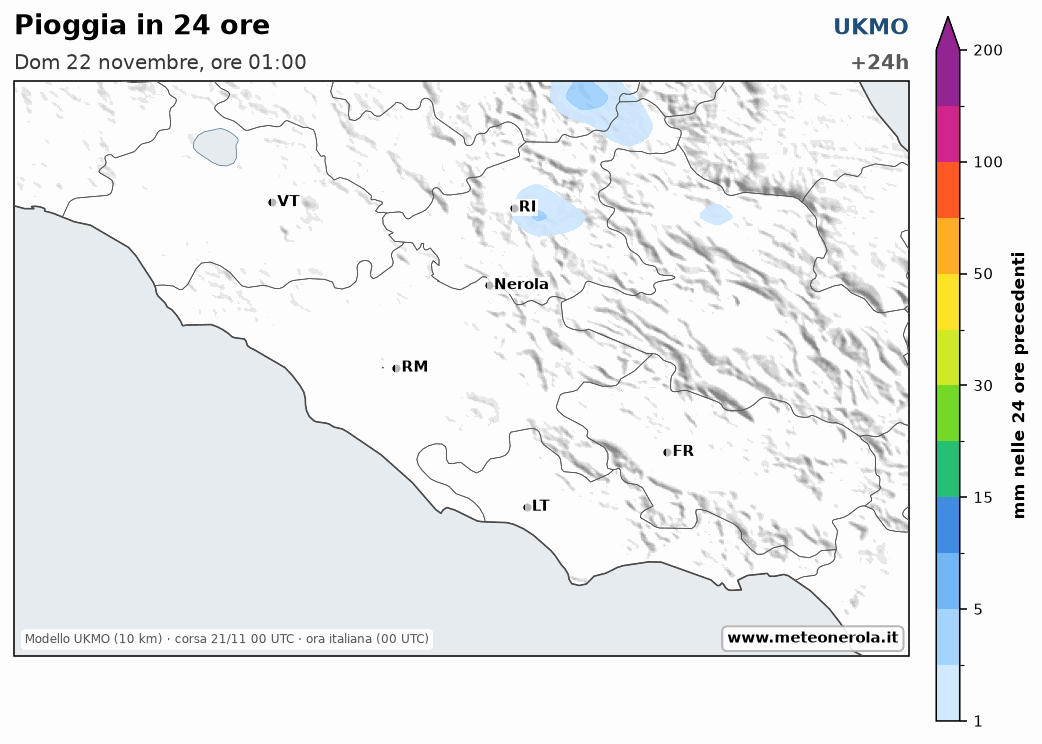 Pioggia in 24 ore
UKMO
Dom 22 novembre, ore 01:00
+24h
VT
RI
Nerola
RM
FR
LT
200
100
50
30
15
5
1
mm nelle 24 ore precedenti
Modello UKMO (10 km) · corsa 21/11 00 UTC · ora italiana (00 UTC)
www.meteonerola.it